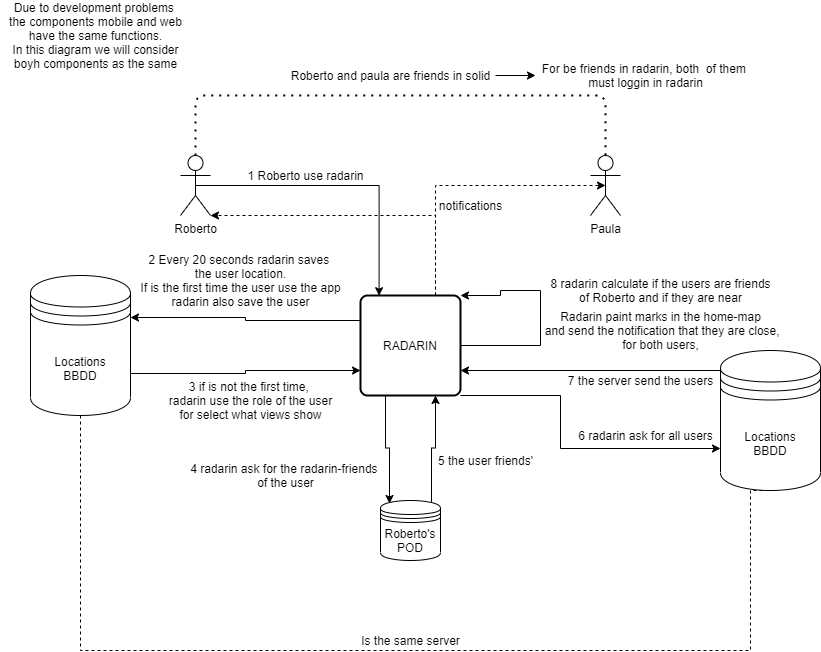 Due to development problems
the components mobile and web
have the same functions.
In this diagram we will consider
boyh components as the same
Roberto and paula are friends in solid
For be friends in radarin, both of them
must loggin in radarin
1 Roberto use radarin
notifications
Roberto
Paula
2 Every 20 seconds radarin saves
the user location.
If is the first time the user use the app
radarin also save the user
8 radarin calculate if the users are friends
of Roberto and if they are near
Radarin paint marks in the home-map
and send the notification that they are close,
for both users,
RADARIN
Locations
BBDD
3 if is not the first time,
radarin use the role of the user
for select what views show
7 the server send the users
6 radarin ask for all users
Locations
BBDD
4 radarin ask for the radarin-friends
of the user
5 the user friends'
Roberto's
POD
Is the same server